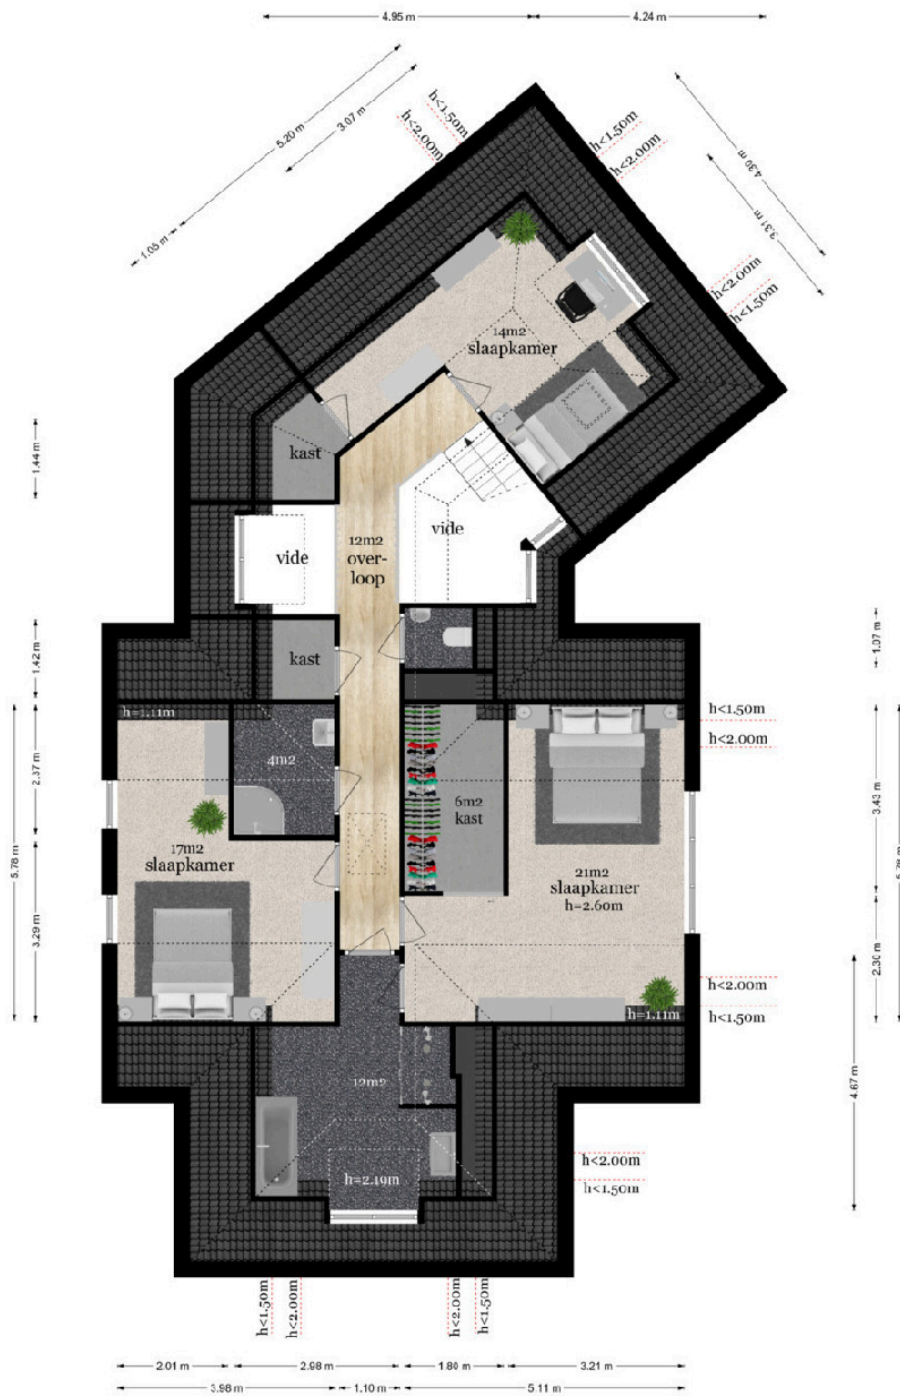 4.95 m
4.24 m
5.20 m
3.07 m
1.05 m
h<1.50m
h<2.00m
h<1.50m
h<2.00m
4.30 m
3.31 m
h<2.00m
h<1.50m
14m2
slaapkamer
kast
1.44 m
vide
12m2
over-
loop
vide
kast
1.42 m
1.07 m
h=1.11m
4m2
2.37 m
5.78 m
3.29 m
17m2
slaapkamer
6m2
kast
21m2
slaapkamer
h=2.60m
h<1.50m
h<2.00m
3.43 m
5.78 m
2.30 m
h<2.00m
h<1.50m
h=1.11m
12m2
h=2.19m
4.67 m
h<2.00m
h<1.50m
h<1.50m
h<2.00m
h<2.00m
h<1.50m
2.01 m
2.98 m
1.80 m
3.21 m
3.98 m
1.10 m
5.11 m